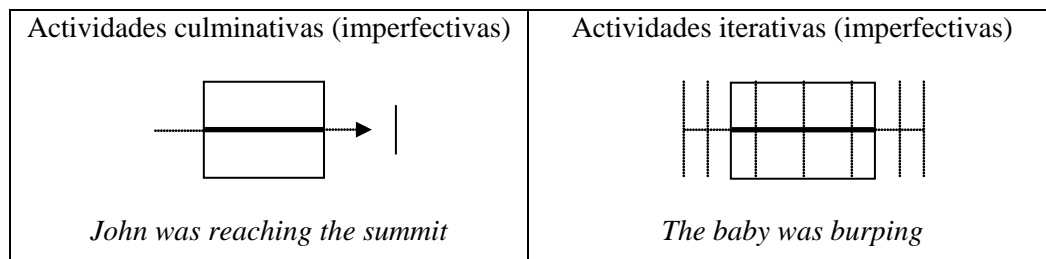 Actividades culminativas (imperfectivas)
Actividades iterativas (imperfectivas)
John was reaching the summit
The baby was burping